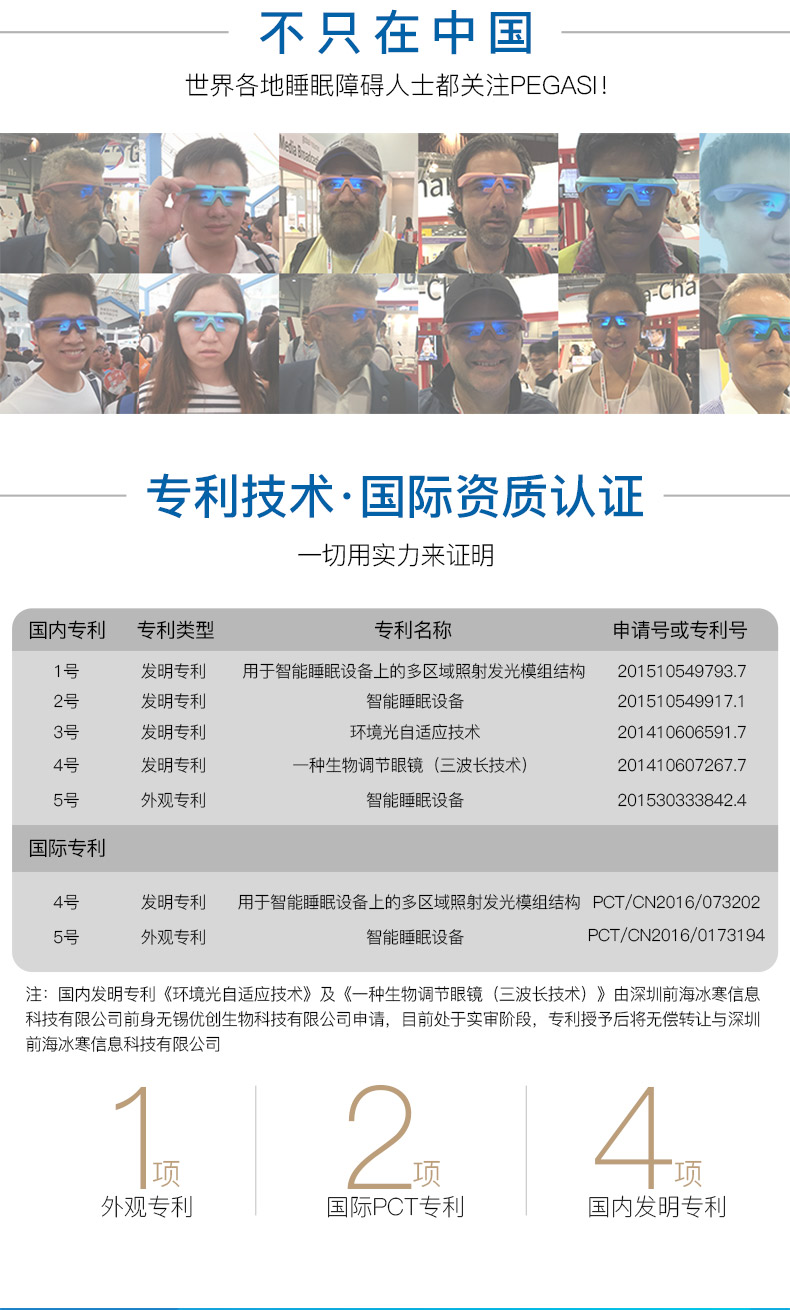 不只在中国
世界各地睡眠障碍人士都关注PEGASI!
Media Broadcast
专利技术·国际资质认证
一切用实力来证明
国内专利 专利类型 专利名称 申请号或专利号
1号 发明专利 用于智能睡眠设备上的多区域照射发光模组结构 201510549793.7
2号 发明专利 智能睡眠设备 201510549917.1
3号 发明专利 环境光自适应技术 201410606591.7
4号 发明专利 一种生物调节眼镜（三波长技术） 201410607267.7
5号 外观专利 智能睡眠设备 201530333842.4
国际专利
4号 发明专利 用于智能睡眠设备上的多区域照射发光模组结构 PCT/CN2016/073202
5号 外观专利 智能睡眠设备 PCT/CN2016/0173194
注：国内发明专利《环境光自适应技术》及《一种生物调节眼镜（三波长技术）》由深圳前海冰寒信息
科技有限公司前身无锡优创生物科技有限公司申请，目前处于实审阶段，专利授予后将无偿转让与深圳
前海冰寒信息科技有限公司
1项 2项 4项
外观专利 国际PCT专利 国内发明专利